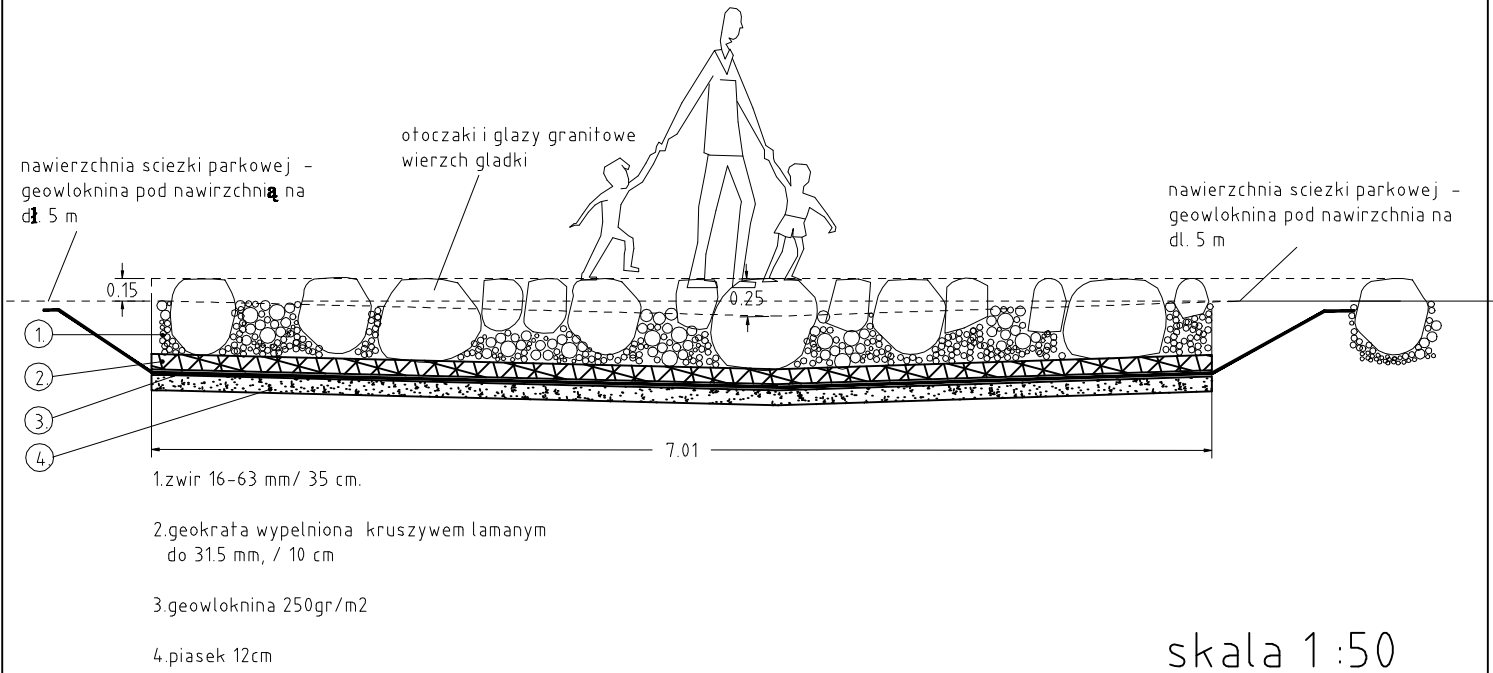 otoczaki i glazy granitowe
wierzch gladki
nawierzchnia sciezki parkowej -
geowloknina pod nawirzchnią na
dł. 5 m
nawierzchnia sciezki parkowej -
geowloknina pod nawirzchnia na
dl. 5 m
0.15
0.25
1.
2.
3.
4.
7.01
1.zwir 16-63 mm/ 35 cm.
2.geokrata wypelniona kruszywem lamanym
do 31.5 mm, / 10 cm
3.geowloknina 250gr/m2
4.piasek 12cm
skala 1 :50